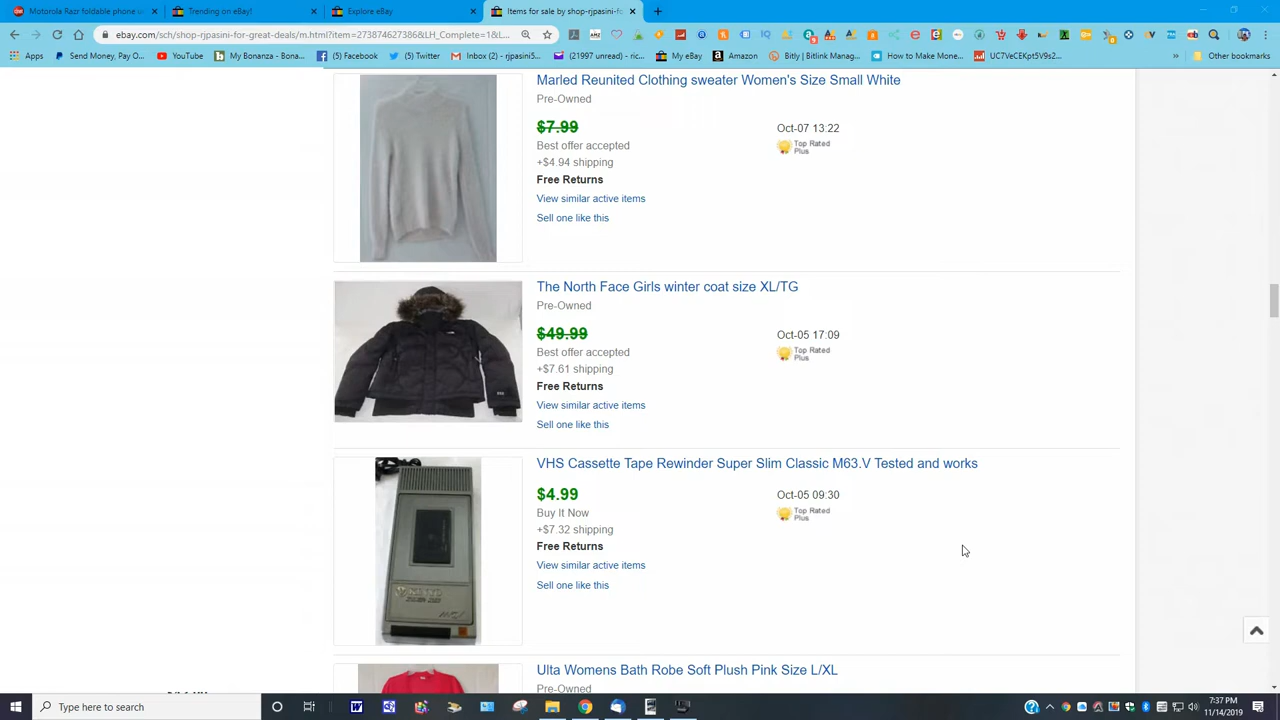 Motorola Razr foldable phone w
Trending on eBay!
Explore eBay
Items for sale by shop-rjpasini-fo
ebay.com/sch/shop-rjpasini-for-great-deals/m.html?item=273874627386&LH_Complete=1&L...
Apps
Send Money, Pay O...
YouTube
My Bonanza - Bona...
(5) Facebook
(5) Twitter
Inbox (2) - rjpasini...
(21997 unread) - ric...
My eBay
Amazon
Bitly | Link Manag...
How to Make Mone...
UC7VeCEKpt5V9s2...
Other bookmarks
Marled Reunited Clothing sweater Women's Size Small White
Pre-Owned
$7.99
Oct-07 13:22
Best offer accepted
Top Rated
Plus
+$4.94 shipping
Free Returns
View similar active items
Sell one like this
The North Face Girls winter coat size XL/TG
Pre-Owned
$49.99
Oct-05 17:09
Best offer accepted
Top Rated
Plus
+$7.61 shipping
Free Returns
View similar active items
Sell one like this
VHS Cassette Tape Rewinder Super Slim Classic M63.V Tested and works
$4.99
Oct-05 09:30
Buy It Now
Top Rated
Plus
+$7.32 shipping
Free Returns
View similar active items
Sell one like this
Ulta Womens Bath Robe Soft Plush Pink Size L/XL
Pre-Owned
Type here to search
7:37 PM
11/14/2019